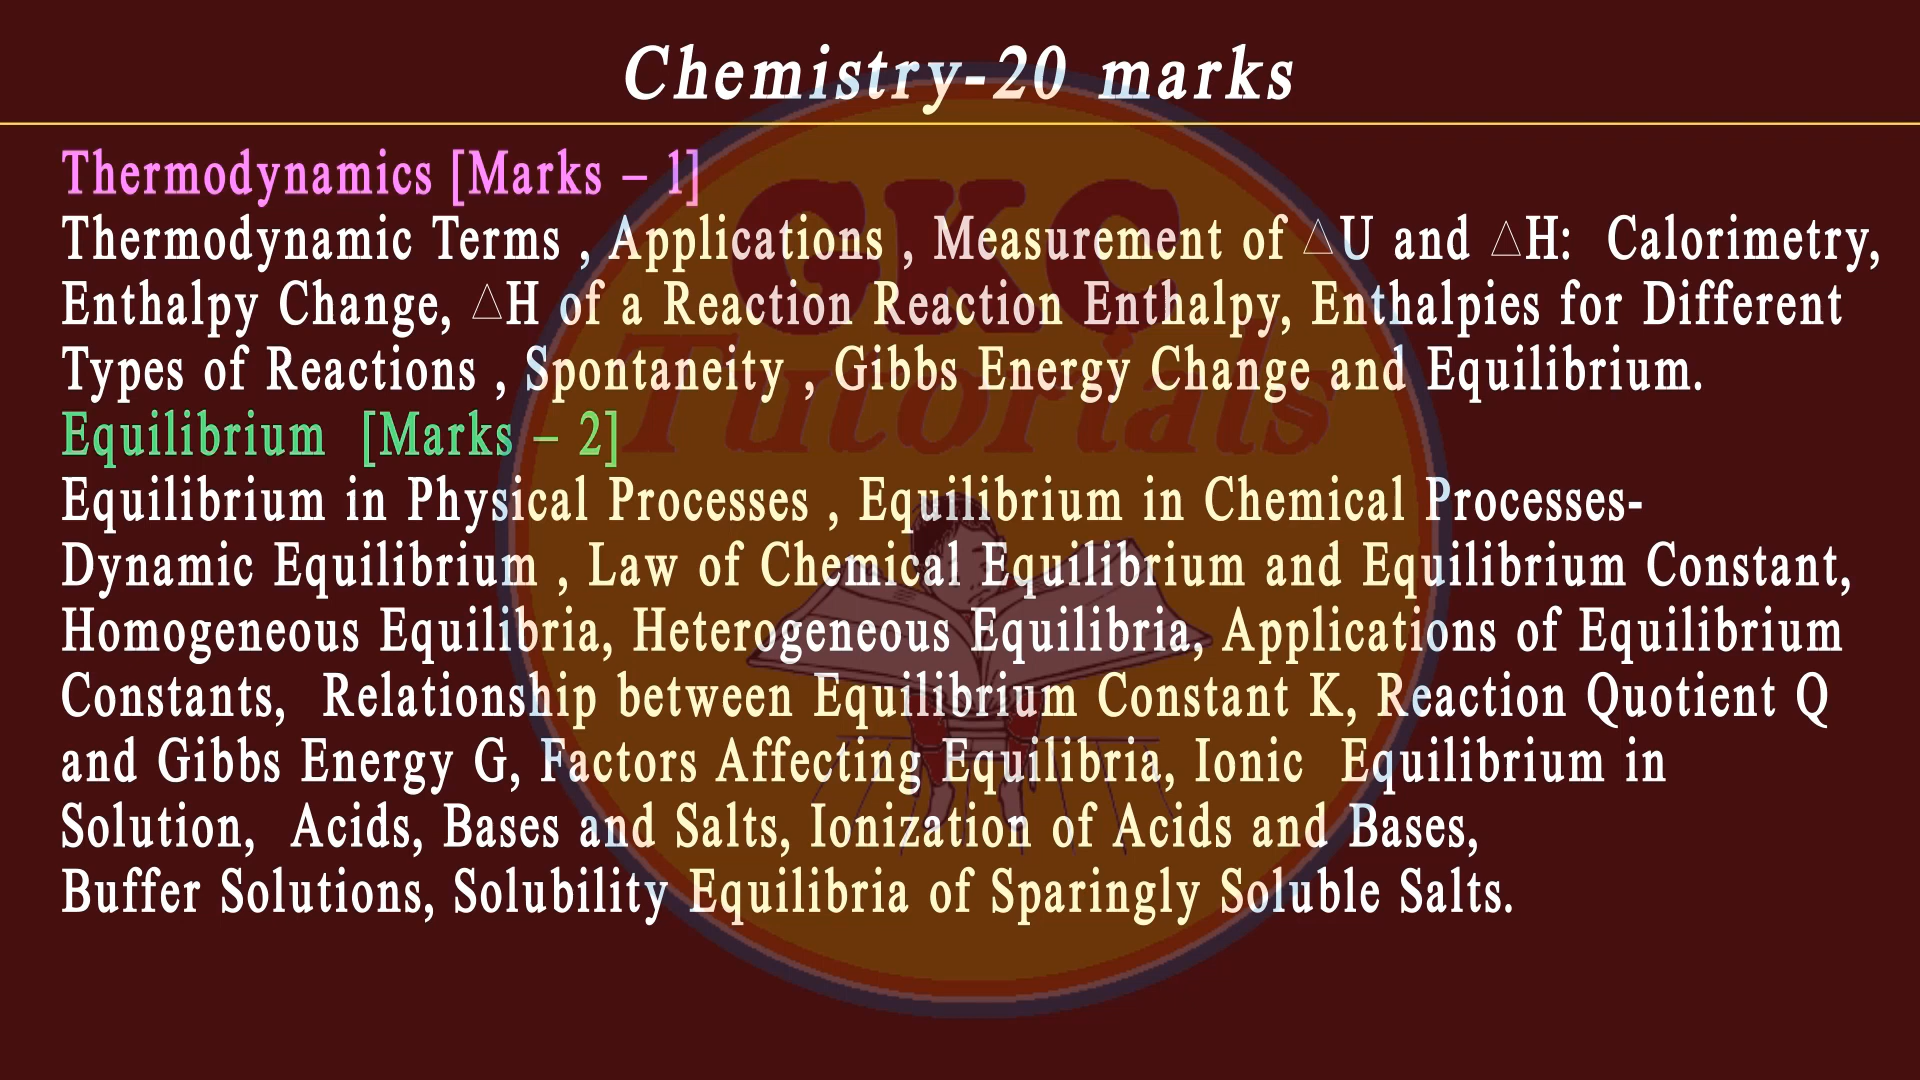 Chemistry-20 marks
Thermodynamics [Marks – 1]
Thermodynamic Terms , Applications , Measurement of △U and △H:  Calorimetry,
Enthalpy Change, △H of a Reaction Reaction Enthalpy, Enthalpies for Different
Types of Reactions , Spontaneity , Gibbs Energy Change and Equilibrium.
Equilibrium  [Marks – 2]
Equilibrium in Physical Processes , Equilibrium in Chemical Processes-
Dynamic Equilibrium , Law of Chemical Equilibrium and Equilibrium Constant,
Homogeneous Equilibria, Heterogeneous Equilibria, Applications of Equilibrium
Constants,  Relationship between Equilibrium Constant K, Reaction Quotient Q
and Gibbs Energy G, Factors Affecting Equilibria, Ionic  Equilibrium in
Solution,  Acids, Bases and Salts, Ionization of Acids and Bases,
Buffer Solutions, Solubility Equilibria of Sparingly Soluble Salts.
GKC
Tutorials